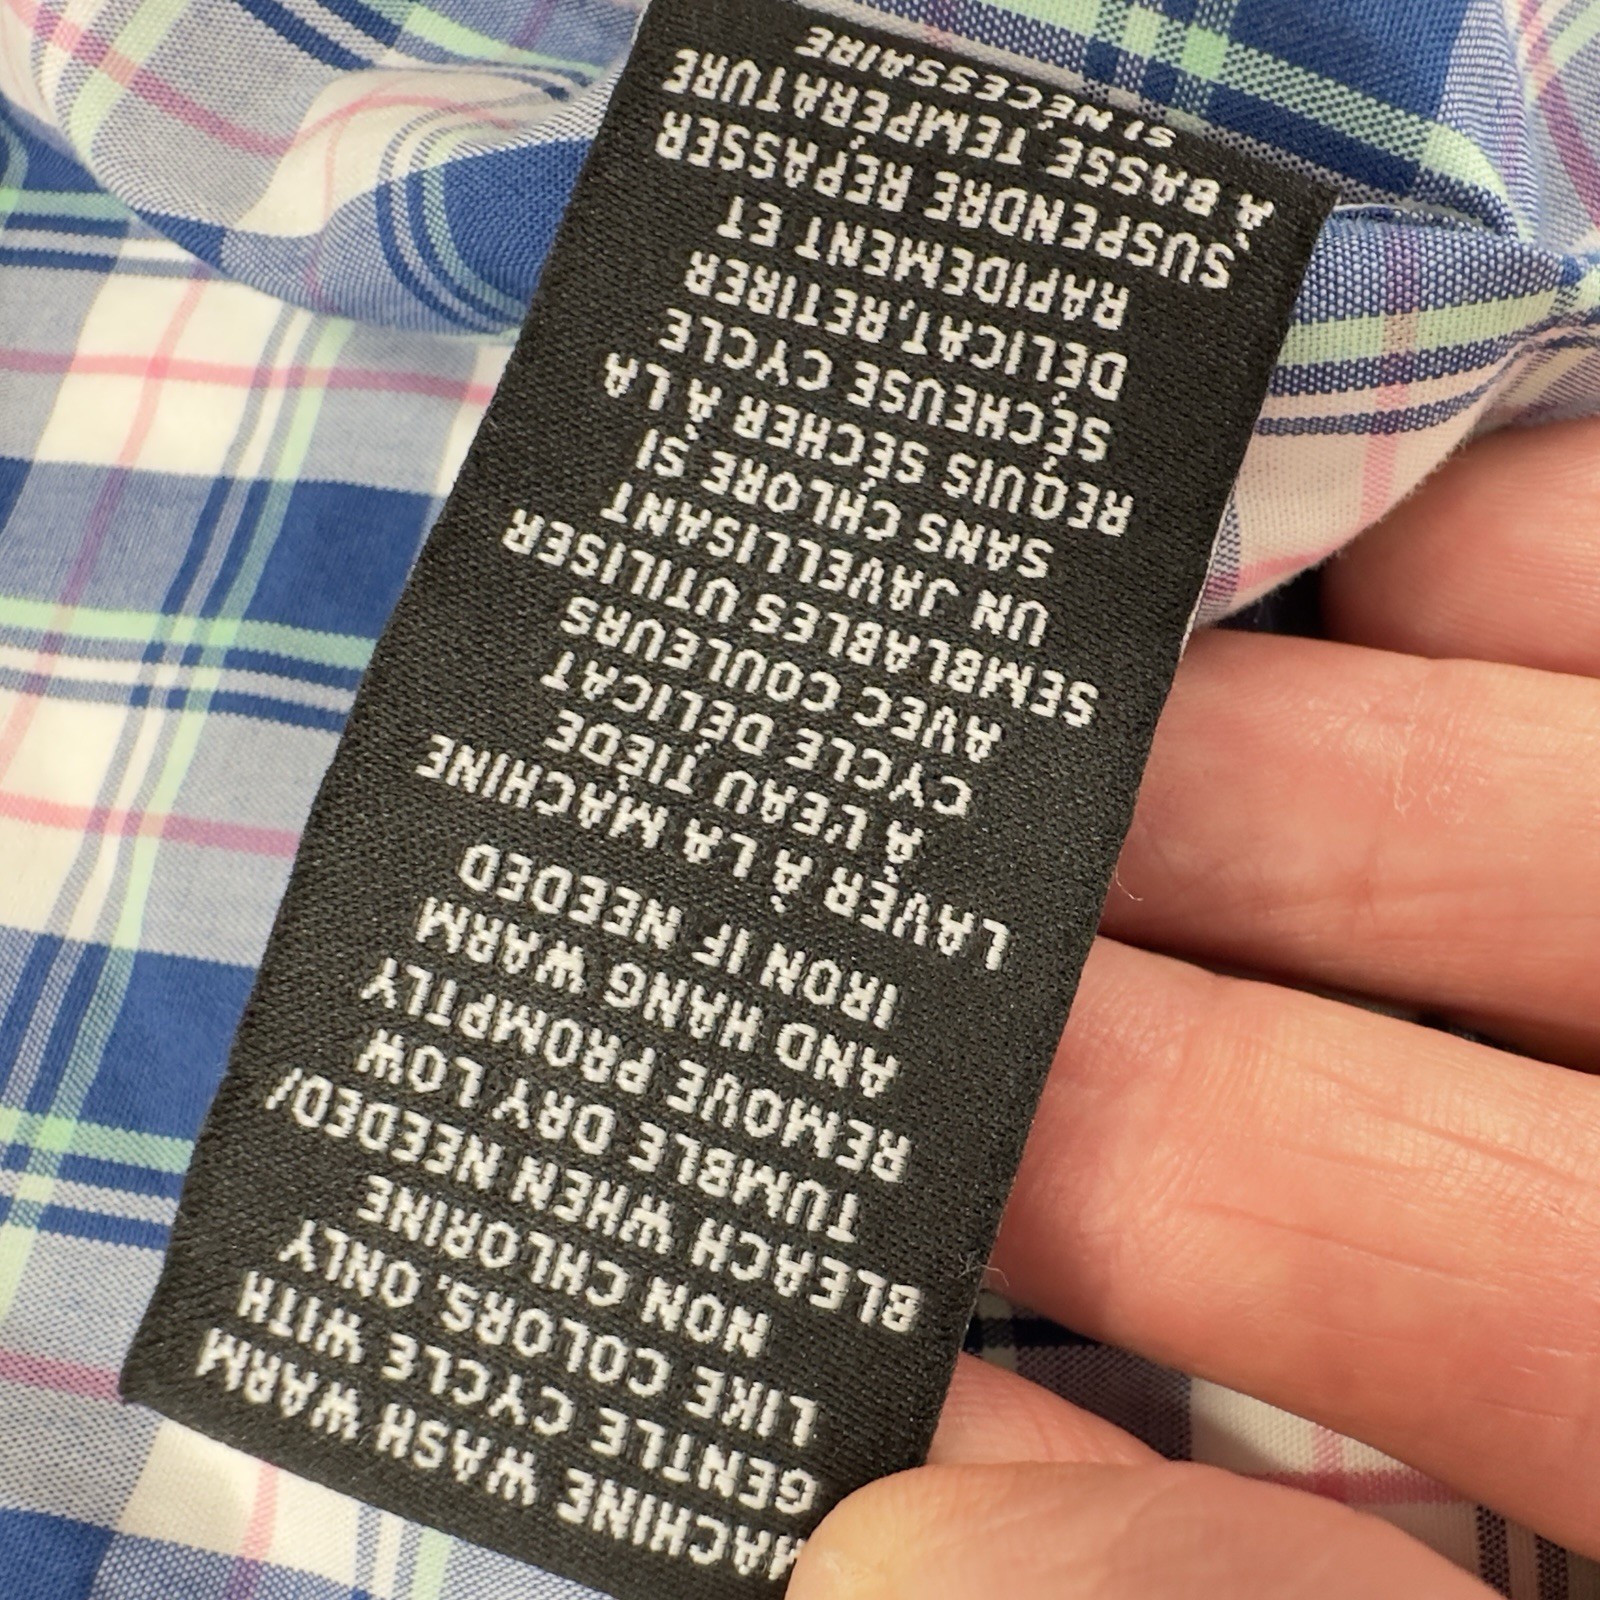 MACHINE WASH WARM
GENTLE CYCLE WITH
LIKE COLORS, ONLY
NON CHLORINE
BLEACH WHEN NEEDED/
TUMBLE DRY LOW
REMOVE PROMPTLY
AND HANG WARM
IRON IF NEEDED
LAVER À LA MACHINE
À L'EAU TIÈDE
CYCLE DÉLICAT
AVEC COULEURS
SEMBLABLES UTILISER
UN JAVELLISANT
SANS CHLORE SI
REQUIS SÉCHER À LA
SÉCHEUSE CYCLE
DÉLICAT,RETIRER
RAPIDEMENT ET
SUSPENDRE REPASSER
À BASSE TEMPÉRATURE
SI NÉCESSAIRE